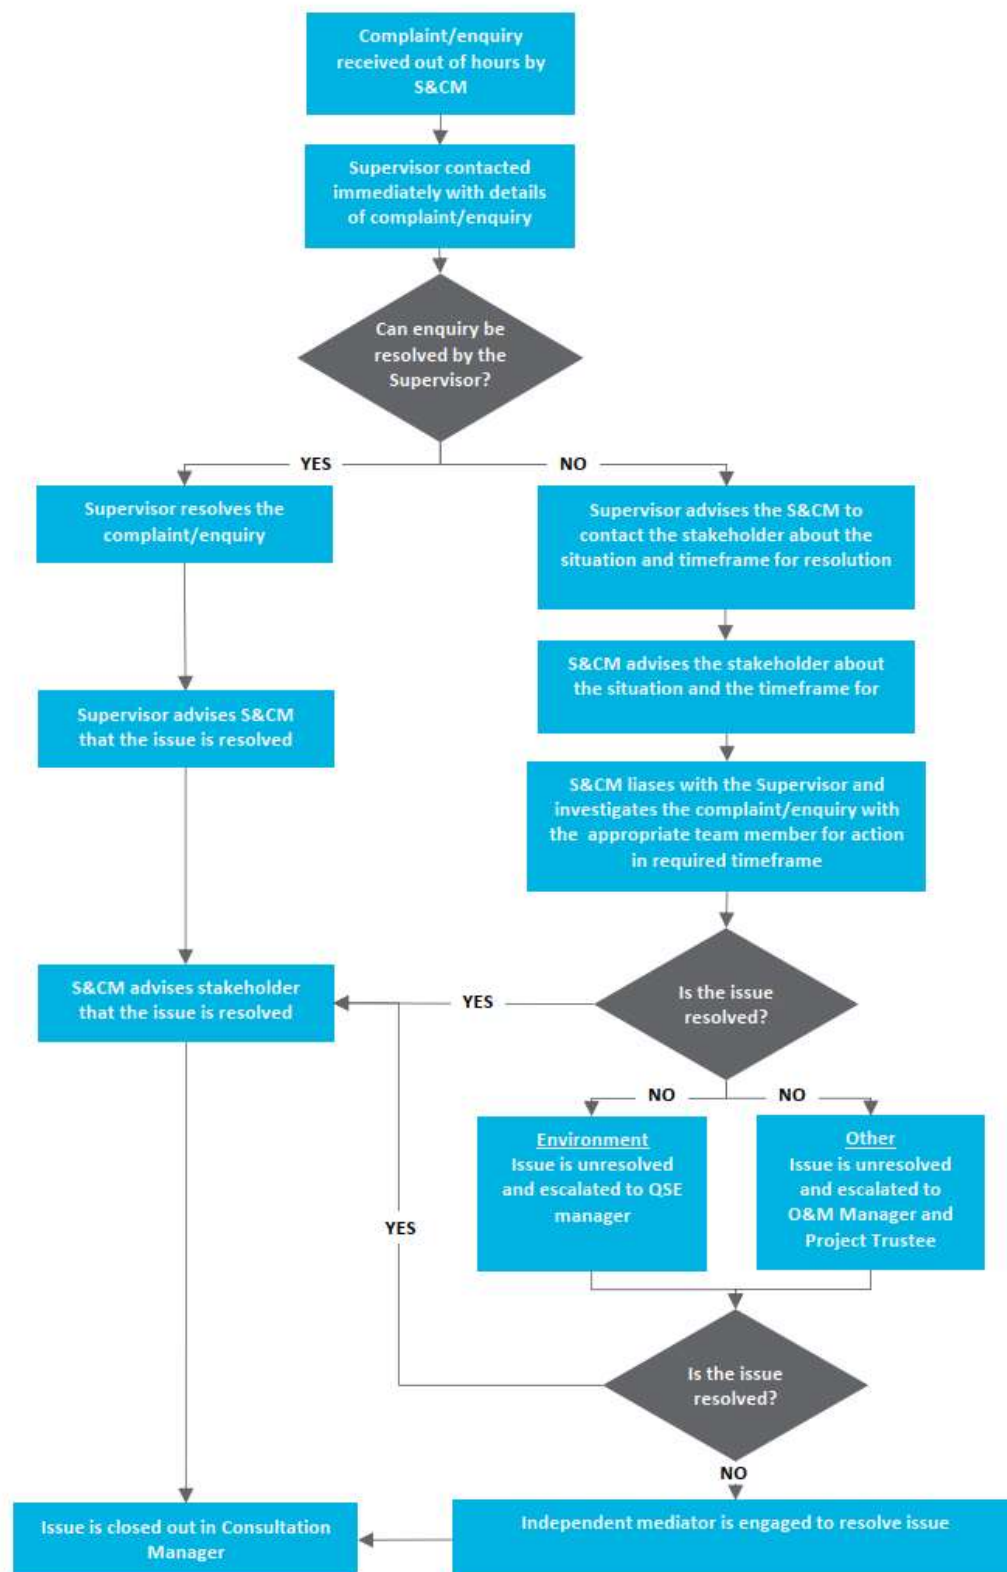 Complaint/enquiry
received out of hours by
S&CM
Supervisor contacted
immediately with details
of complaint/enquiry
Can enquiry be
resolved by the
Supervisor?
YES
NO
Supervisor resolves the
complaint/enquiry
Supervisor advises the S&CM to
contact the stakeholder about the
situation and timeframe for resolution
S&CM advises the stakeholder about
the situation and the timeframe for
Supervisor advises S&CM
that the issue is resolved
S&CM liases with the Supervisor and
investigates the complaint/enquiry with
the appropriate team member for action
in required timeframe
S&CM advises stakeholder
that the issue is resolved
YES
Is the issue
resolved?
NO
NO
Environment
Issue is unresolved
and escalated to QSE
manager
Other
Issue is unresolved
and escalated to
O&M Manager and
Project Trustee
YES
Is the issue
resolved?
NO
Issue is closed out in Consultation
Manager
Independent mediator is engaged to resolve issue